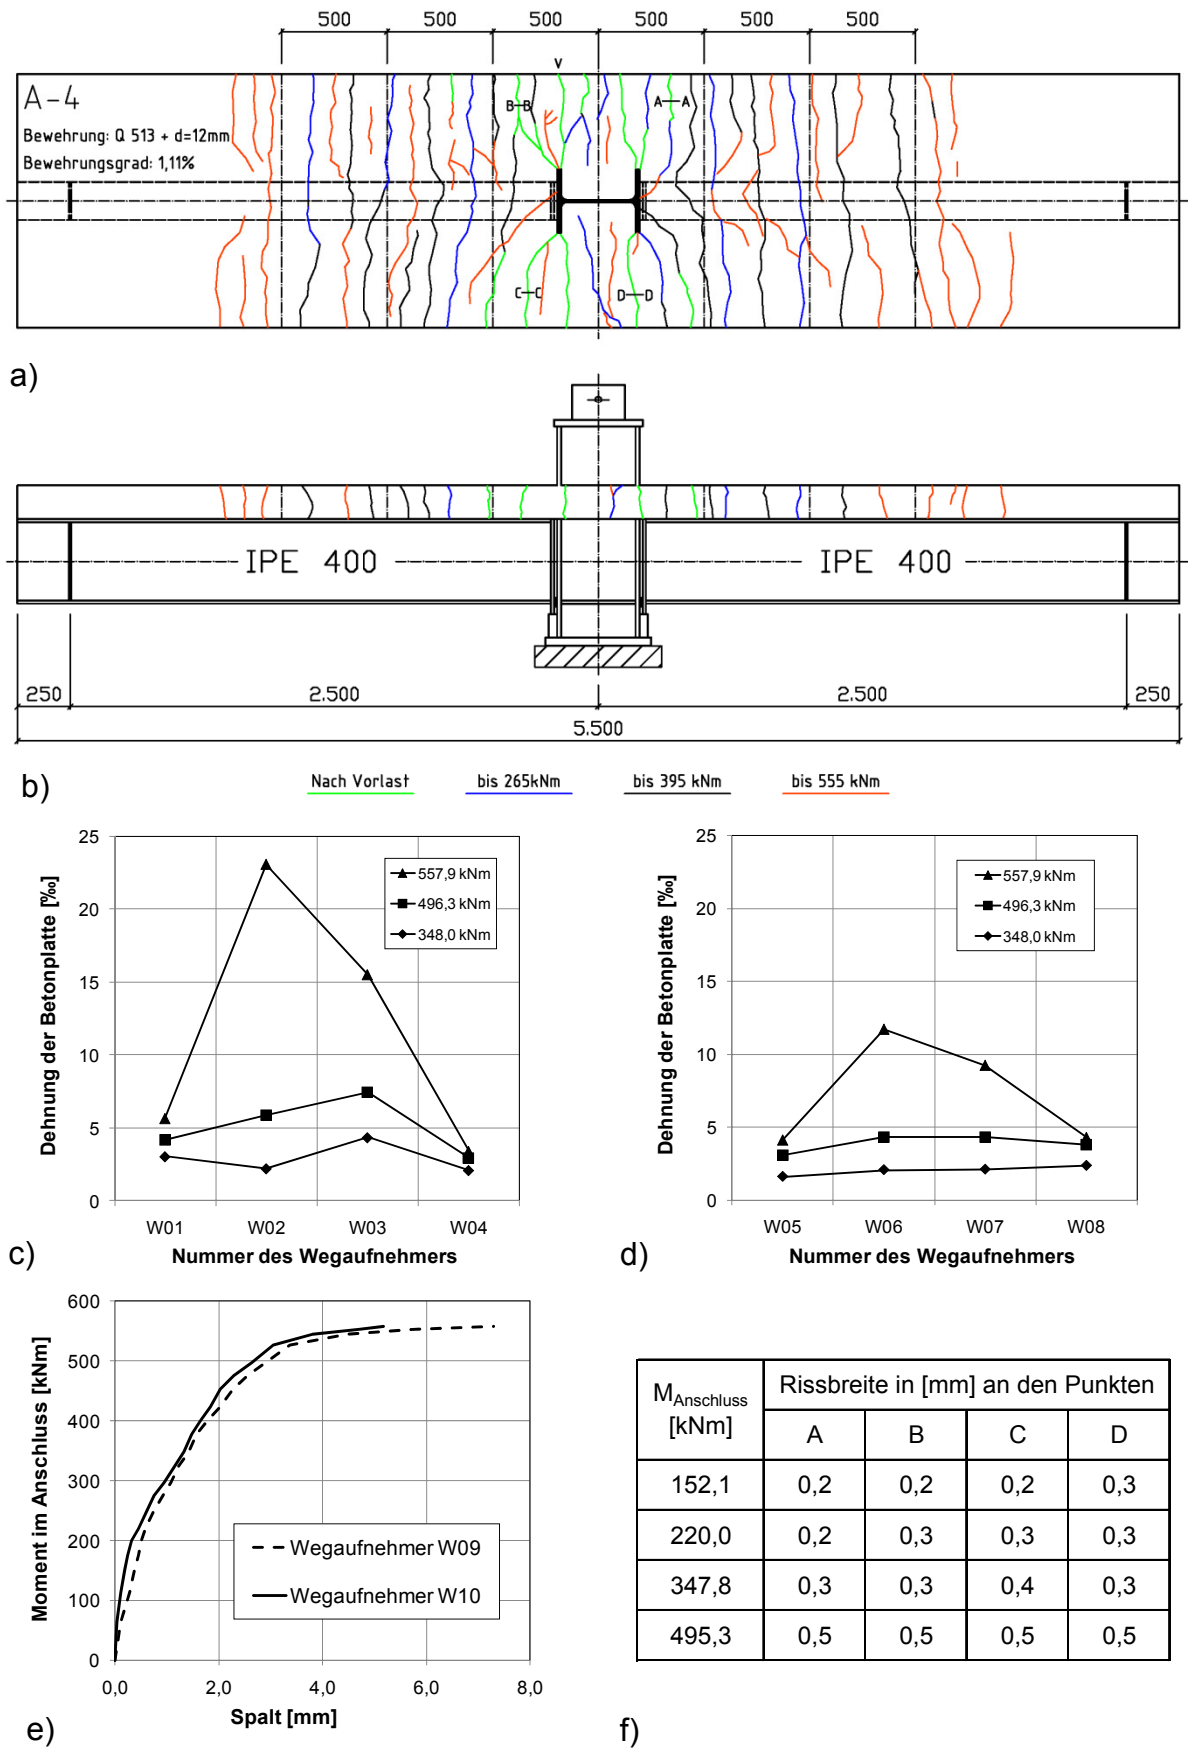 500 500 500 500 500 500
V
A-4
B B
A A
Bewehrung: Q 513 + d=12mm
Bewehrungsgrad: 1,11%
C C
D D
a)
IPE 400 IPE 400
250 2.500 2.500 250
5.500
b)
Nach Vorlast bis 265kNm bis 395 kNm bis 555 kNm
Dehnung der Betonplatte [‰]
25
20
15
10
5
0
557,9 kNm
496,3 kNm
348,0 kNm
W01 W02 W03 W04
Nummer des Wegaufnehmers
c)
Dehnung der Betonplatte [‰]
25
20
15
10
5
0
557,9 kNm
496,3 kNm
348,0 kNm
W05 W06 W07 W08
Nummer des Wegaufnehmers
d)
Moment im Anschluss [kNm]
600
500
400
300
200
100
0
Wegaufnehmer W09
Wegaufnehmer W10
0,0 2,0 4,0 6,0 8,0
Spalt [mm]
e)
M Anschluss [kNm] Rissbreite in [mm] an den Punkten
A B C D
152,1 0,2 0,2 0,2 0,3
220,0 0,2 0,3 0,3 0,3
347,8 0,3 0,3 0,4 0,3
495,3 0,5 0,5 0,5 0,5
f)